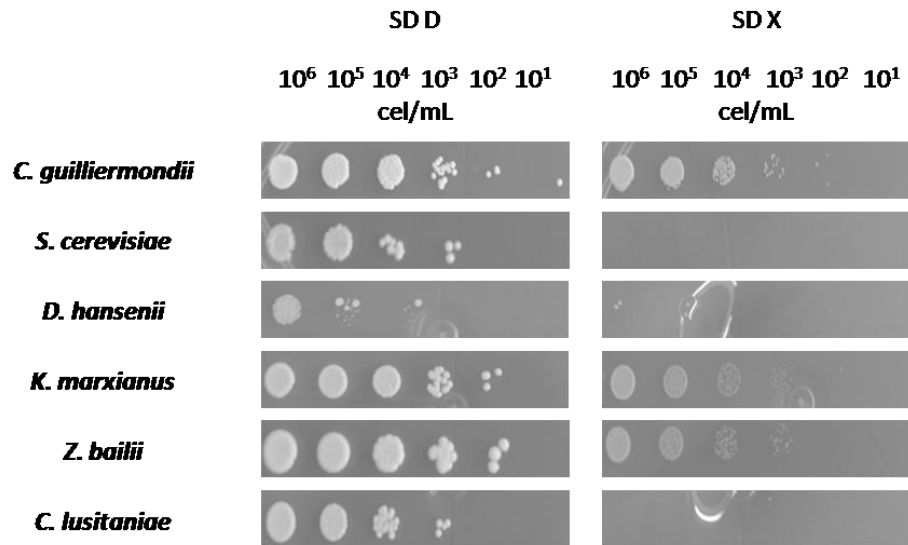 SD D SD X
10⁶ 10⁵ 10⁴ 10³ 10² 10¹ 10⁶ 10⁵ 10⁴ 10³ 10² 10¹
cel/mL cel/mL
C. guilliermondii
S. cerevisiae
D. hansenii
K. marxianus
Z. bailii
C. lusitaniae